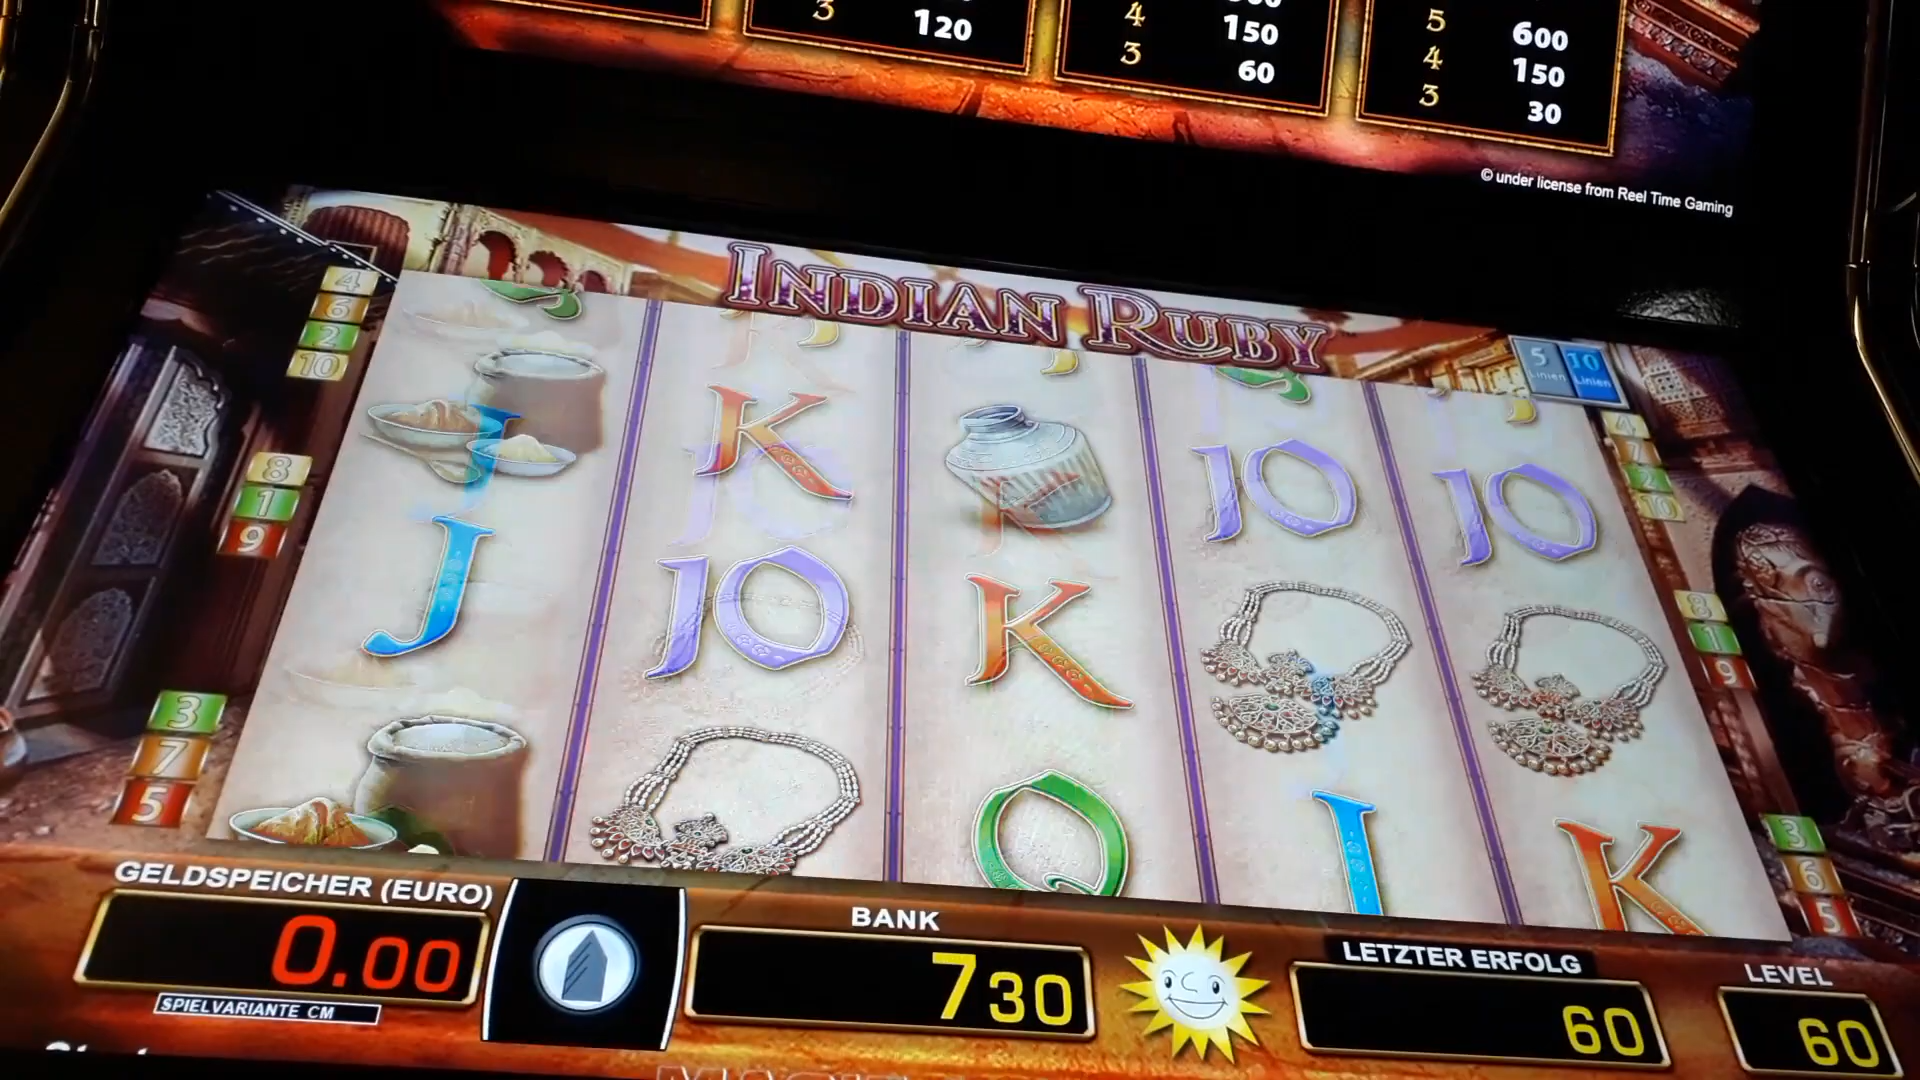 3 120
4 150
3 60
5 600
4 150
3 30
© under license from Reel Time Gaming
INDIAN RUBY
4
6
2
10
5 Linien
10 Linien
8
1
9
4
7
2
10
K
10
10
J
10
K
8
1
9
3
7
5
Q
J
K
3
6
5
GELDSPEICHER (EURO)
0.00
SPIELVARIANTE CM
BANK
730
LETZTER ERFOLG
60
LEVEL
60